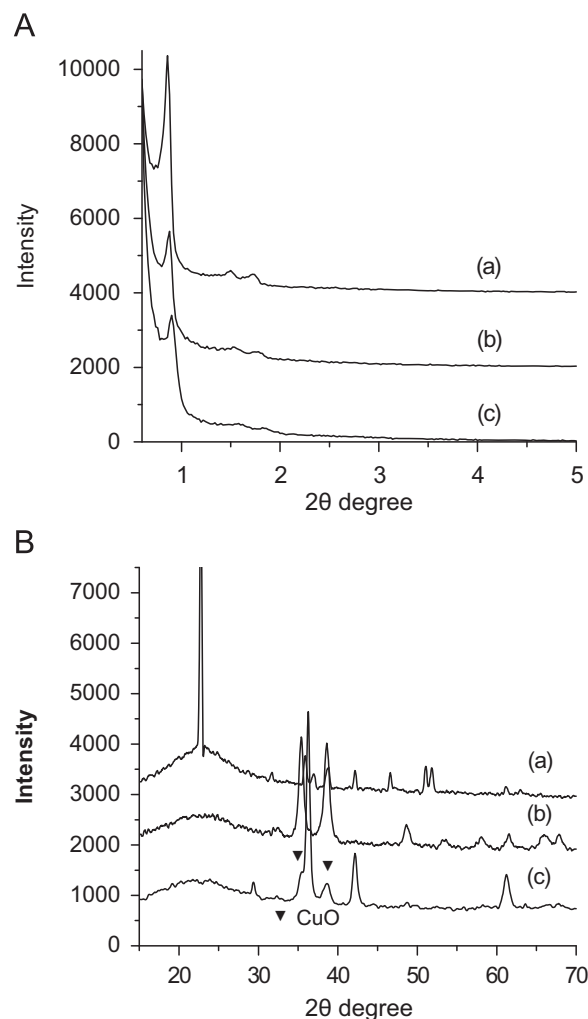 A
10000
8000
6000
4000
2000
0
Intensity
(a)
(b)
(c)
1 2 3 4 5
2θ degree
B
7000
6000
5000
4000
3000
2000
1000
0
Intensity
(a)
(b)
(c)
▼ ▼
▼ CuO
20 30 40 50 60 70
2θ degree